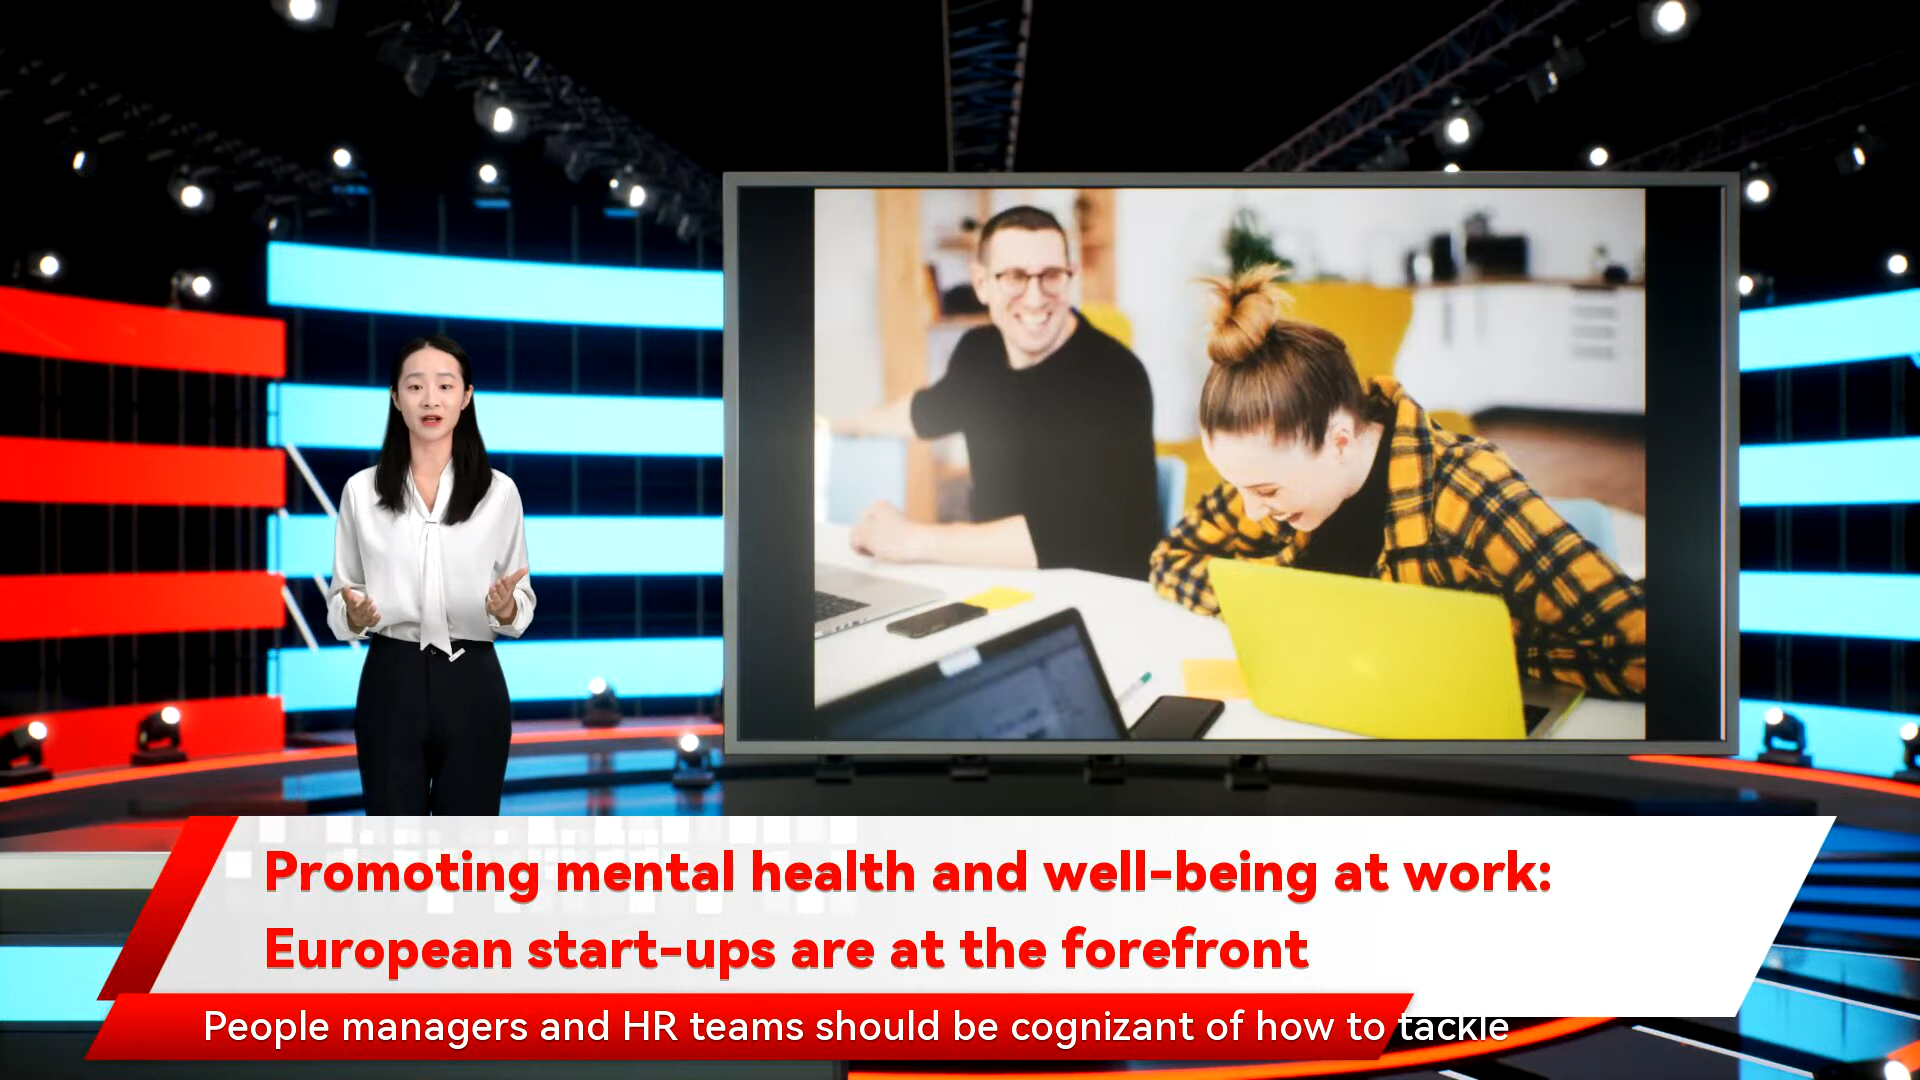 Promoting mental health and well-being at work:
European start-ups are at the forefront
People managers and HR teams should be cognizant of how to tackle